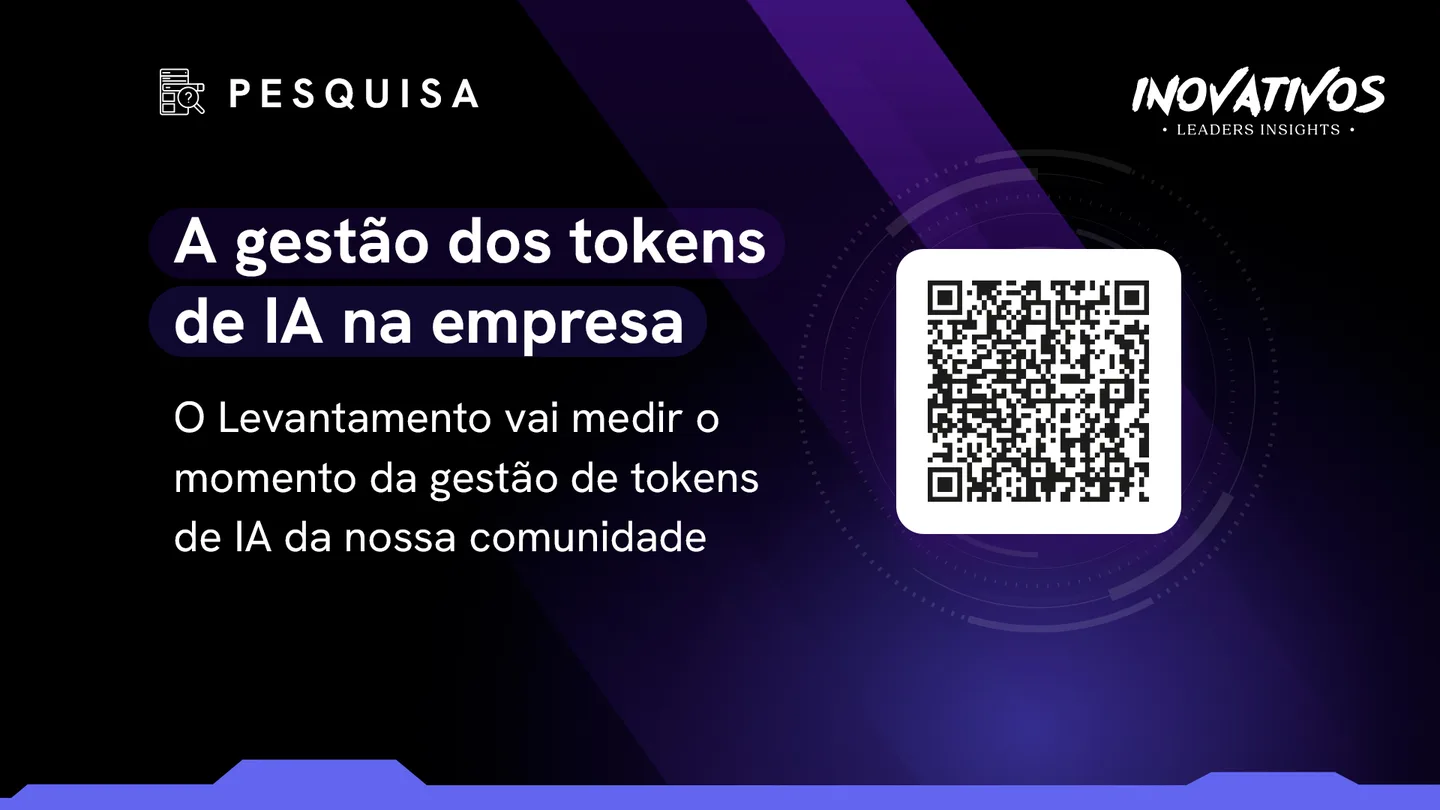 PESQUISA
INOVATIVOS
• LEADERS INSIGHTS •
A gestão dos tokens
de IA na empresa
O Levantamento vai medir o
momento da gestão de tokens
de IA da nossa comunidade